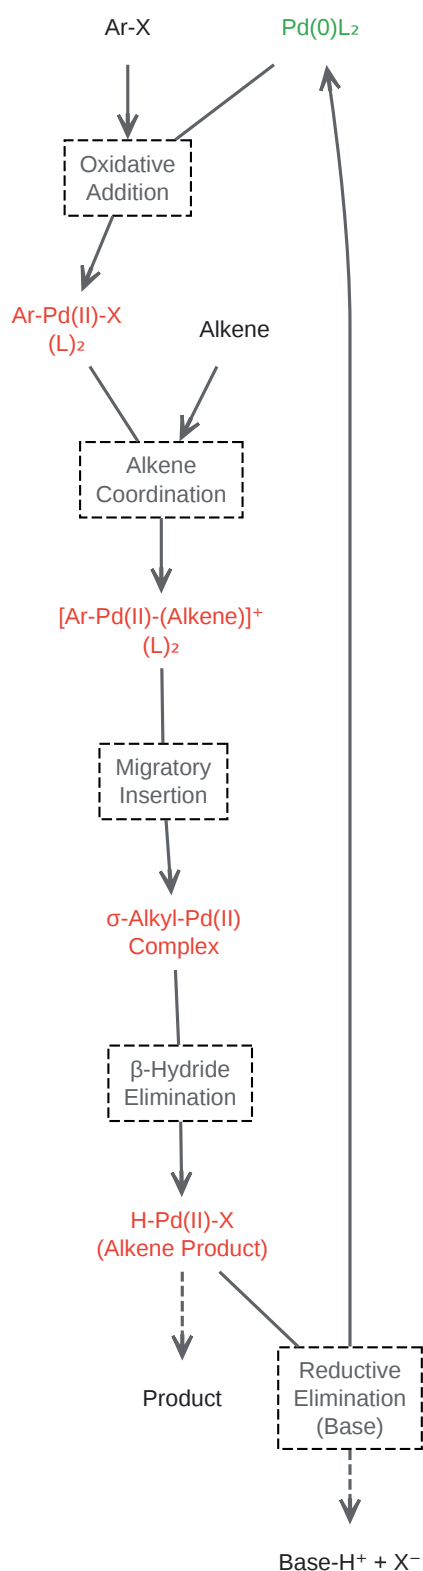 Ar-X
Pd(0)L₂
Oxidative
Addition
Ar-Pd(II)-X
(L)₂
Alkene
Alkene
Coordination
[Ar-Pd(II)-(Alkene)]⁺
(L)₂
Migratory
Insertion
σ-Alkyl-Pd(II)
Complex
β-Hydride
Elimination
H-Pd(II)-X
(Alkene Product)
Product
Reductive
Elimination
(Base)
Base-H⁺ + X⁻